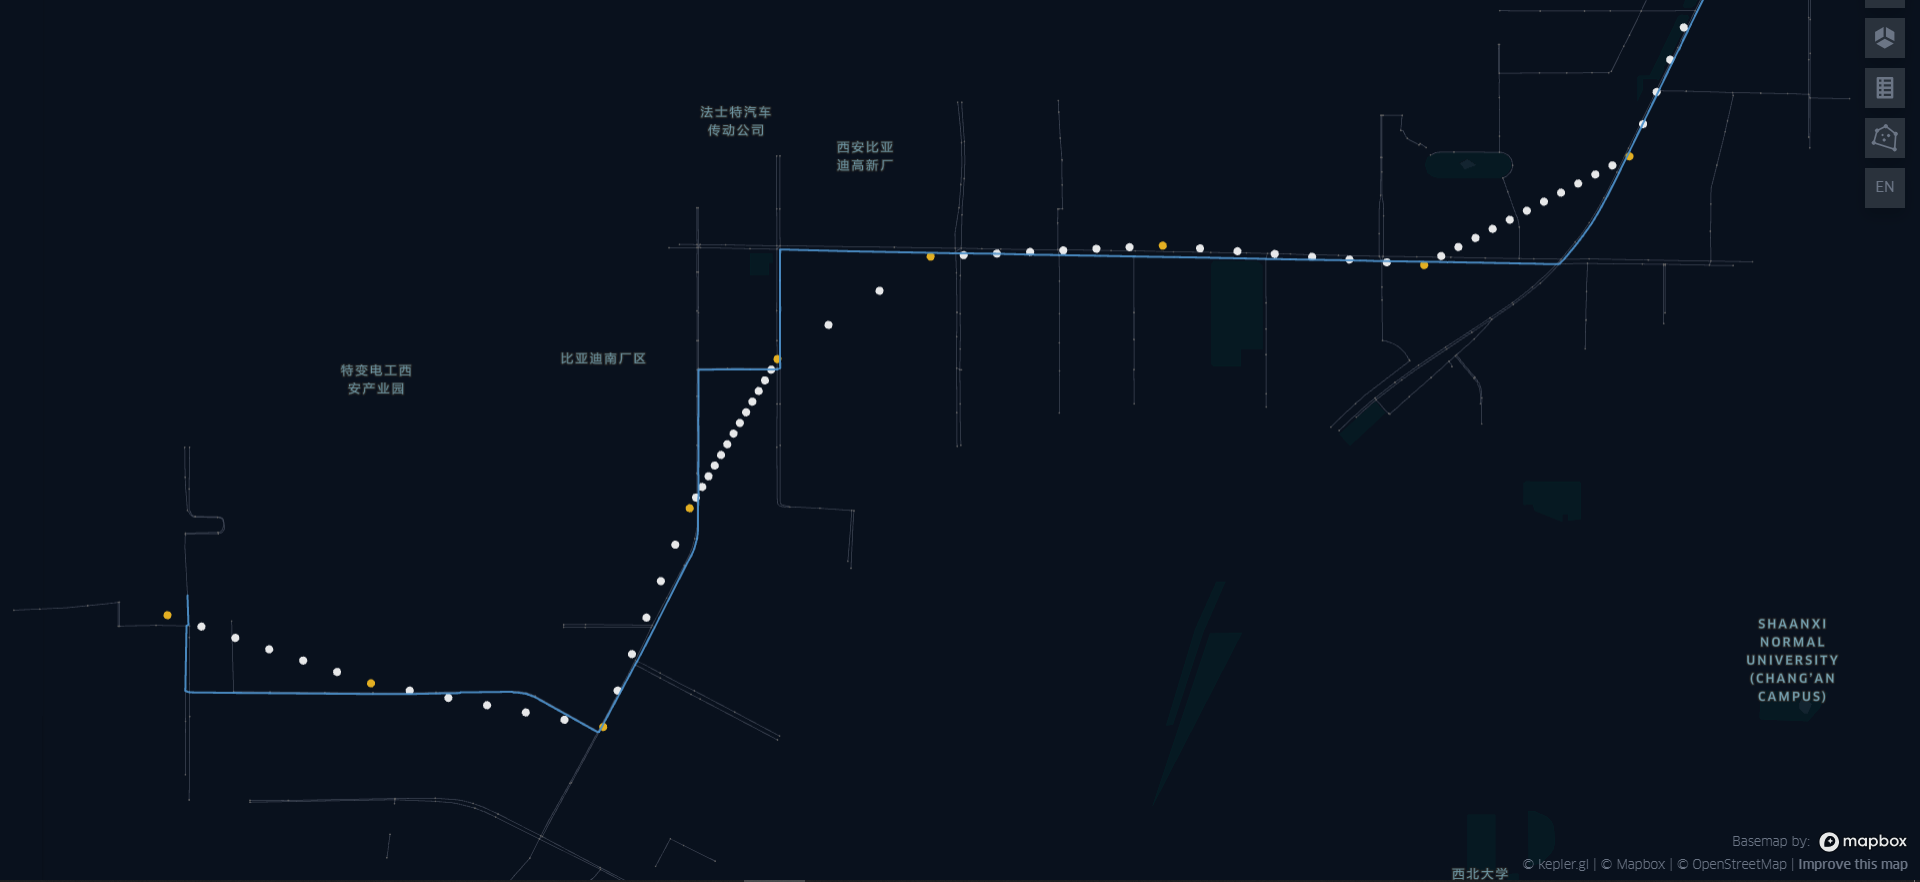 EN
法士特汽车
传动公司
西安比亚
迪高新厂
比亚迪南厂区
特变电工西
安产业园
SHAANXI
NORMAL
UNIVERSITY
(CHANG'AN
CAMPUS)
西北大学
Basemap by: mapbox
© kepler.gl | © Mapbox | © OpenStreetMap | Improve this map